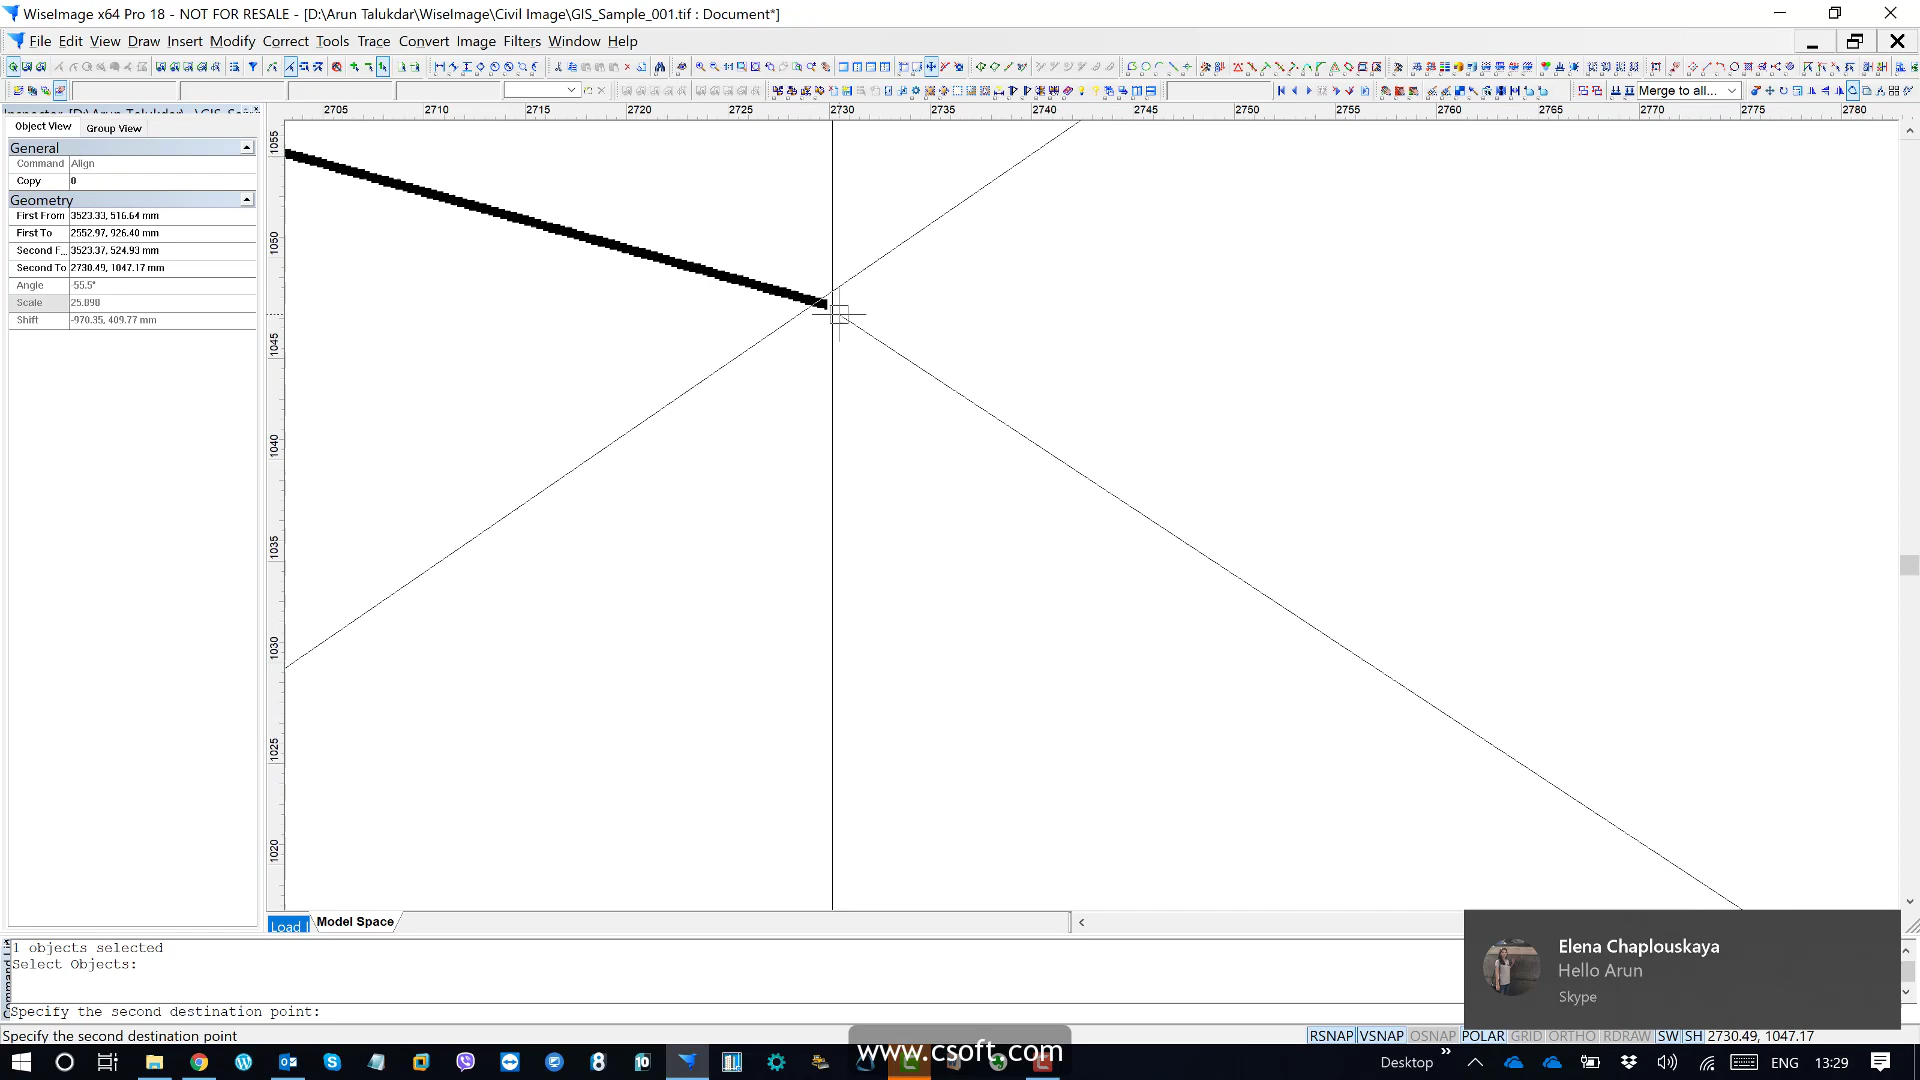 WiseImage x64 Pro 18 - NOT FOR RESALE - [D:\Arun Talukdar\WiseImage\Civil Image\GIS_Sample_001.tif : Document*]
File Edit View Draw Insert Modify Correct Tools Trace Convert Image Filters Window Help
Merge to all...
2705 2710 2715 2720 2725 2730 2735 2740 2745 2750 2755 2760 2765 2770 2775 2780
Object View Group View
General
Command Align
Copy 0
Geometry
First From 3523.33, 516.64 mm
First To 2552.97, 926.40 mm
Second F... 3523.37, 524.93 mm
Second To 2730.49, 1047.17 mm
Angle -55.5°
Scale 25.090
Shift -970.35, 409.77 mm
1055
1050
1045
1040
1035
1030
1025
1020
Load
Model Space
1 objects selected
Select Objects:
Specify the second destination point:
Specify the second destination point
RSNAP VSNAP OSNAP POLAR GRID ORTHO RDRAW SW SH 2730.49, 1047.17
Elena Chaplouskaya
Hello Arun
Skype
www.csoft.com
Desktop
ENG 13:29